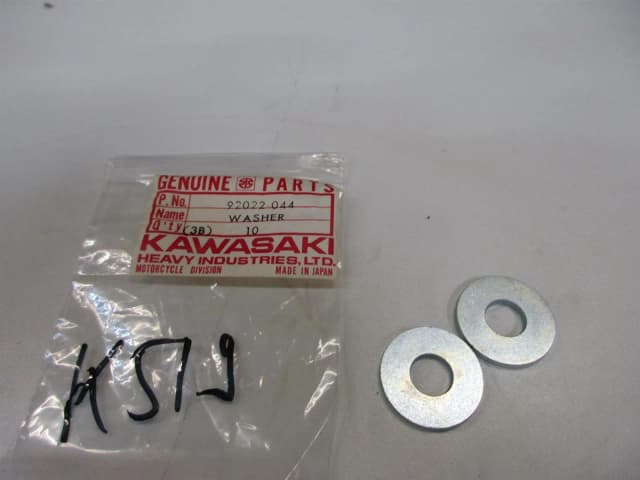 GENUINE PARTS
P. No. 92022-044
Name WASHER
Q'ty (3B) 10
KAWASAKI
HEAVY INDUSTRIES, LTD.
MOTORCYCLE DIVISION MADE IN JAPAN
K519